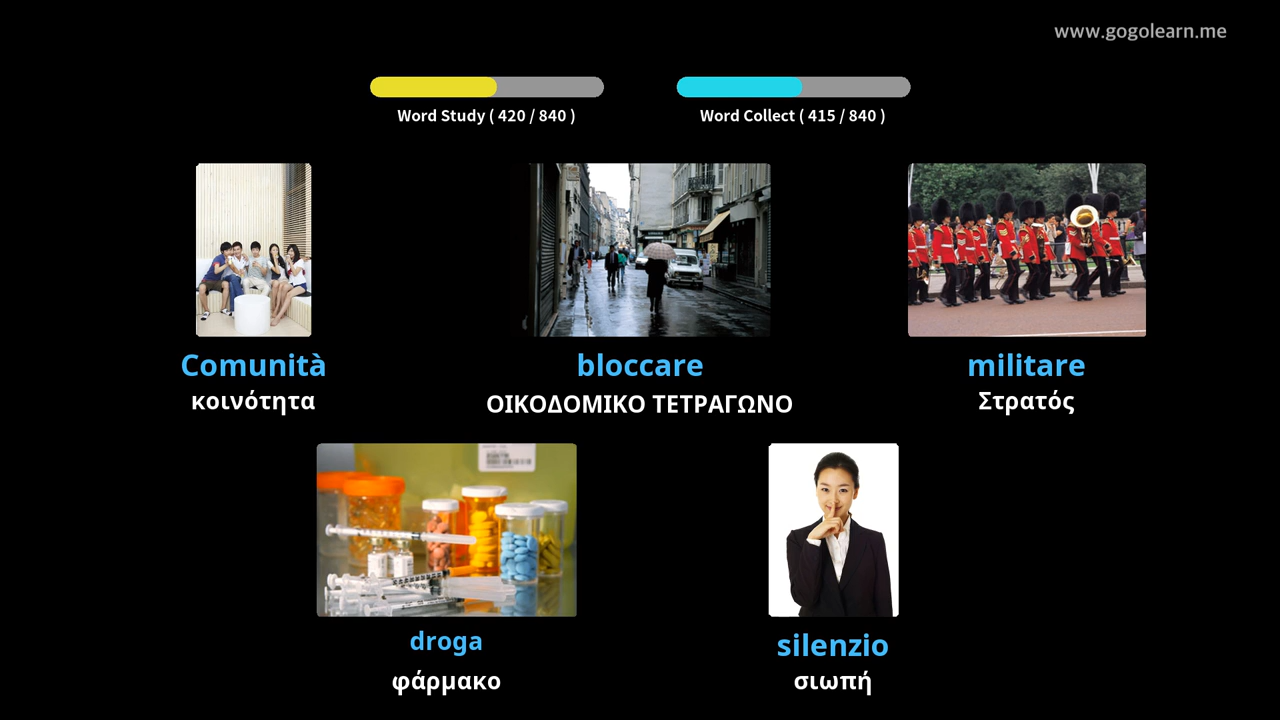 www.gogolearn.me
Word Study ( 420 / 840 )
Word Collect ( 415 / 840 )
Comunità
κοινότητα
bloccare
ΟΙΚΟΔΟΜΙΚΟ ΤΕΤΡΑΓΩΝΟ
militare
Στρατός
droga
φάρμακο
silenzio
σιωπή